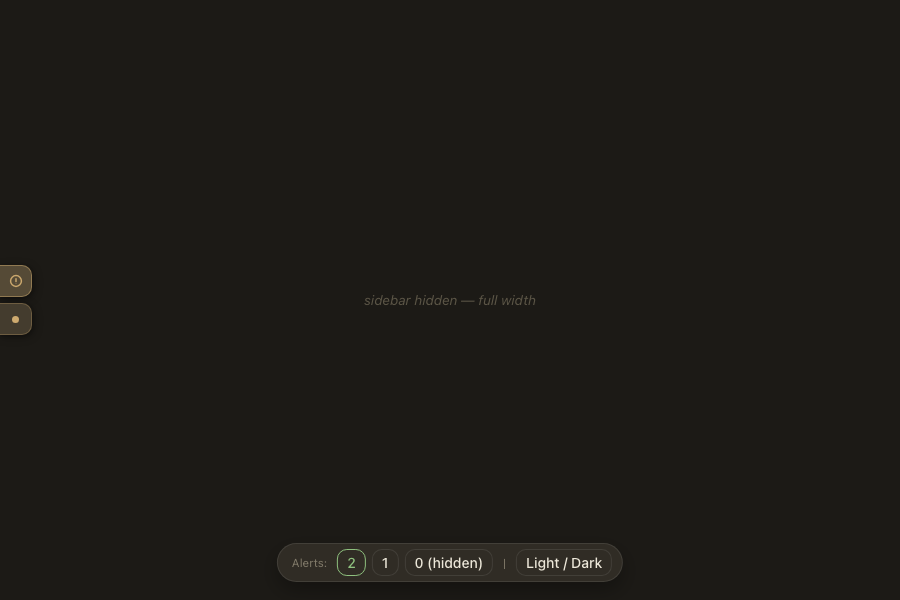 sidebar hidden — full width
Alerts: 2 1 0 (hidden) | Light / Dark